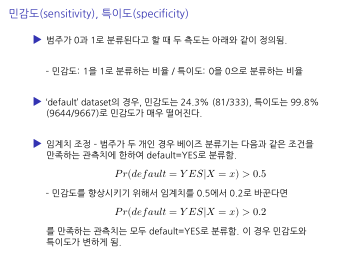 민감도(sensitivity), 특이도(specificity)
▶ 범주가 0과 1로 분류된다고 할 때 두 측도는 아래와 같이 정의됨.
- 민감도: 1을 1로 분류하는 비율 / 특이도: 0을 0으로 분류하는 비율
▶ 'default' dataset의 경우, 민감도는 24.3% (81/333), 특이도는 99.8%
(9644/9667)로 민감도가 매우 떨어진다.
▶ 임계치 조정 - 범주가 두 개인 경우 베이즈 분류기는 다음과 같은 조건을
만족하는 관측치에 한하여 default=YES로 분류함.
Pr(default = YES|X = x) > 0.5
- 민감도를 향상시키기 위해서 임계치를 0.5에서 0.2로 바꾼다면
Pr(default = YES|X = x) > 0.2
를 만족하는 관측치는 모두 default=YES로 분류함. 이 경우 민감도와
특이도가 변하게 됨.